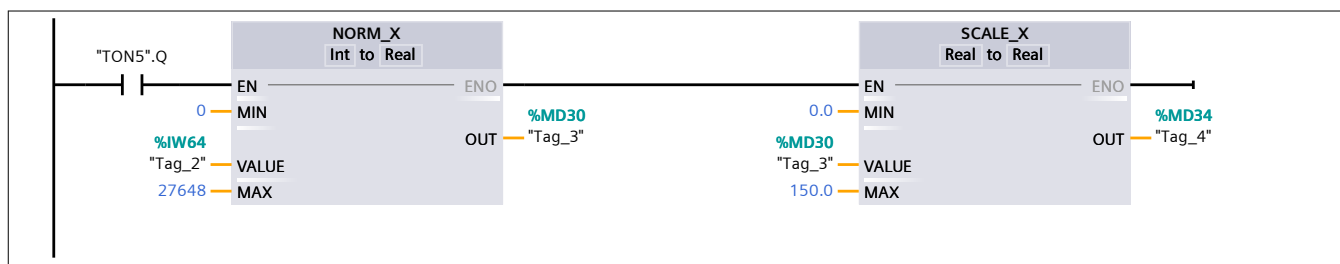 NORM_X
Int to Real
"TON5".Q
EN
ENO
0
MIN
%MD30
"Tag_3"
OUT
%IW64
"Tag_2"
VALUE
27648
MAX
SCALE_X
Real to Real
EN
ENO
0.0
MIN
%MD34
"Tag_4"
OUT
%MD30
"Tag_3"
VALUE
150.0
MAX